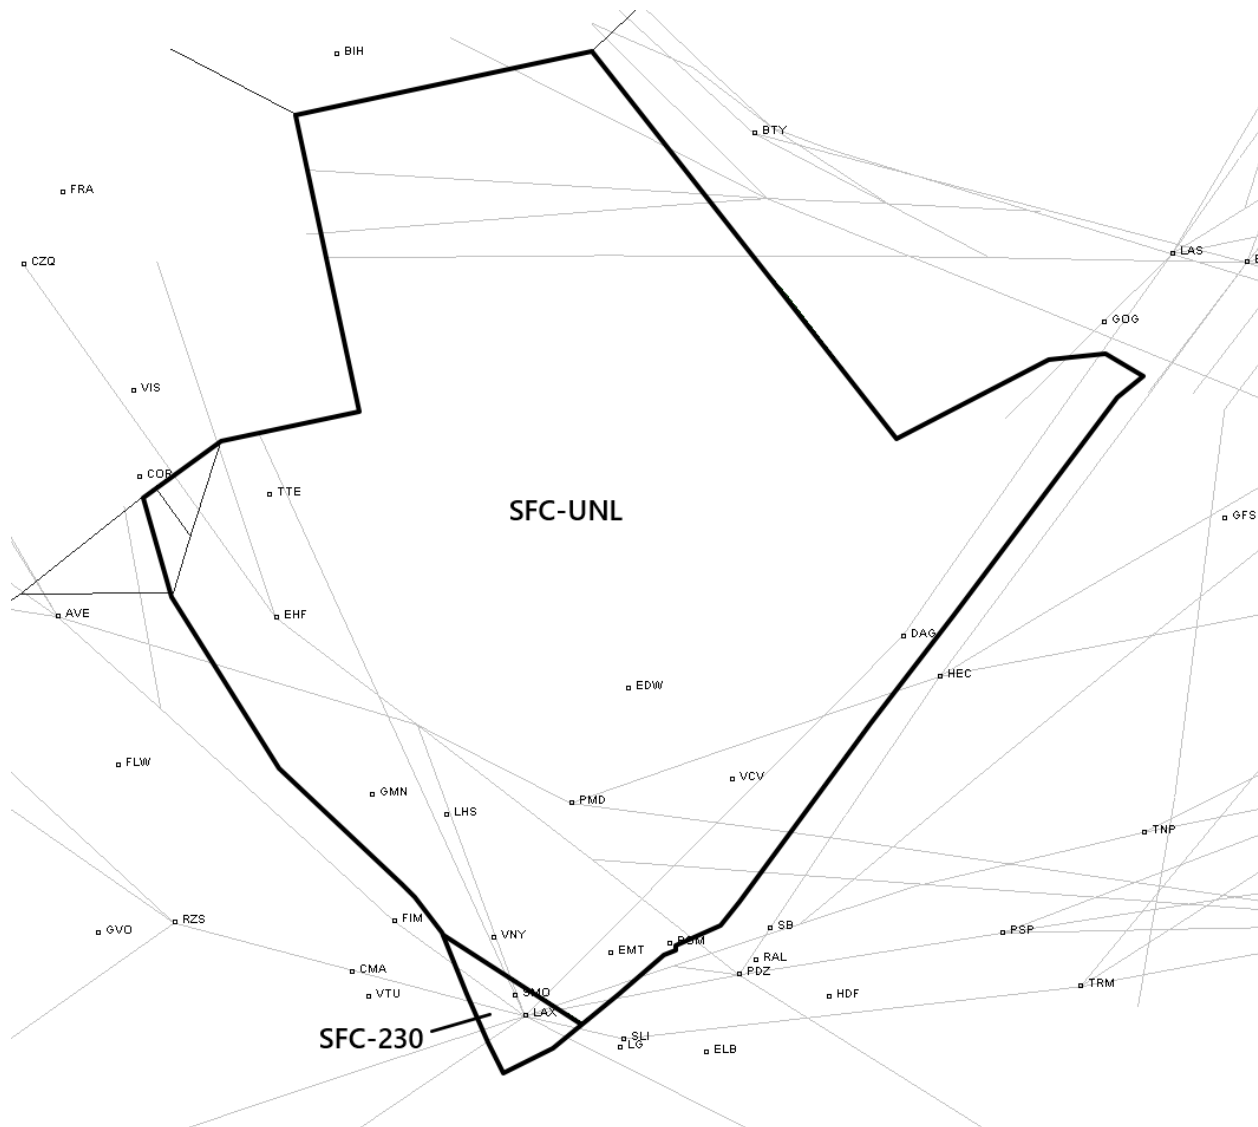 BIH
BTY
FRA
LAS
CZQ
GOG
VIS
COR
TTE
SFC-UNL
GFS
AVE
EHF
DAG
HEC
EDW
FLW
VCV
GMN
PMD
LHS
TNP
RZS
FIM
GVO
VNY
SB
PSP
EMT
RAL
CMA
PDZ
TRM
VTU
SMO
HDF
LAX
SFC-230
SLI
LG
ELB